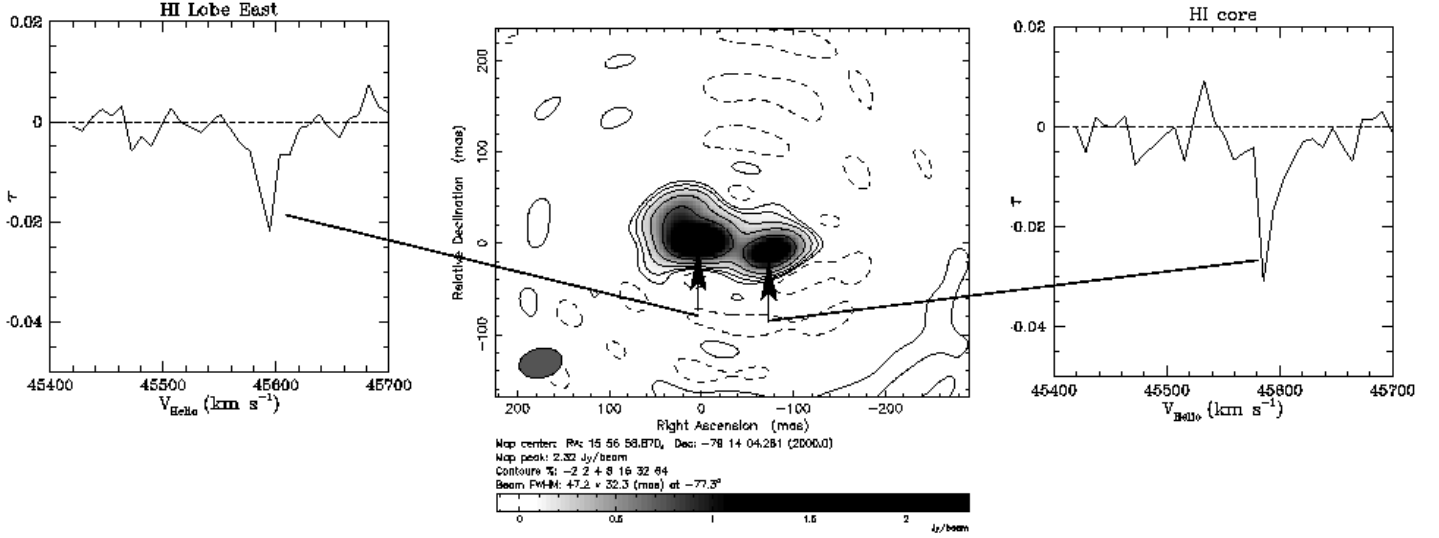 HI Lobe East
0.02
0
-0.02
-0.04
τ
45400 45500 45600 45700
V_Helio (km s⁻¹)
200
100
0
-100
Relative Declination (mas)
200 100 0 -100 -200
Right Ascension (mas)
Map center: RA: 15 56 58.870, Dec: -79 14 04.281 (2000.0)
Map peak: 2.32 Jy/beam
Contours %: -2 2 4 8 16 32 64
Beam FWHM: 47.2 x 32.3 (mas) at -77.3°
0 0.5 1 1.5 2
Jy/beam
HI core
0.02
0
-0.02
-0.04
τ
45400 45500 45600 45700
V_Helio (km s⁻¹)